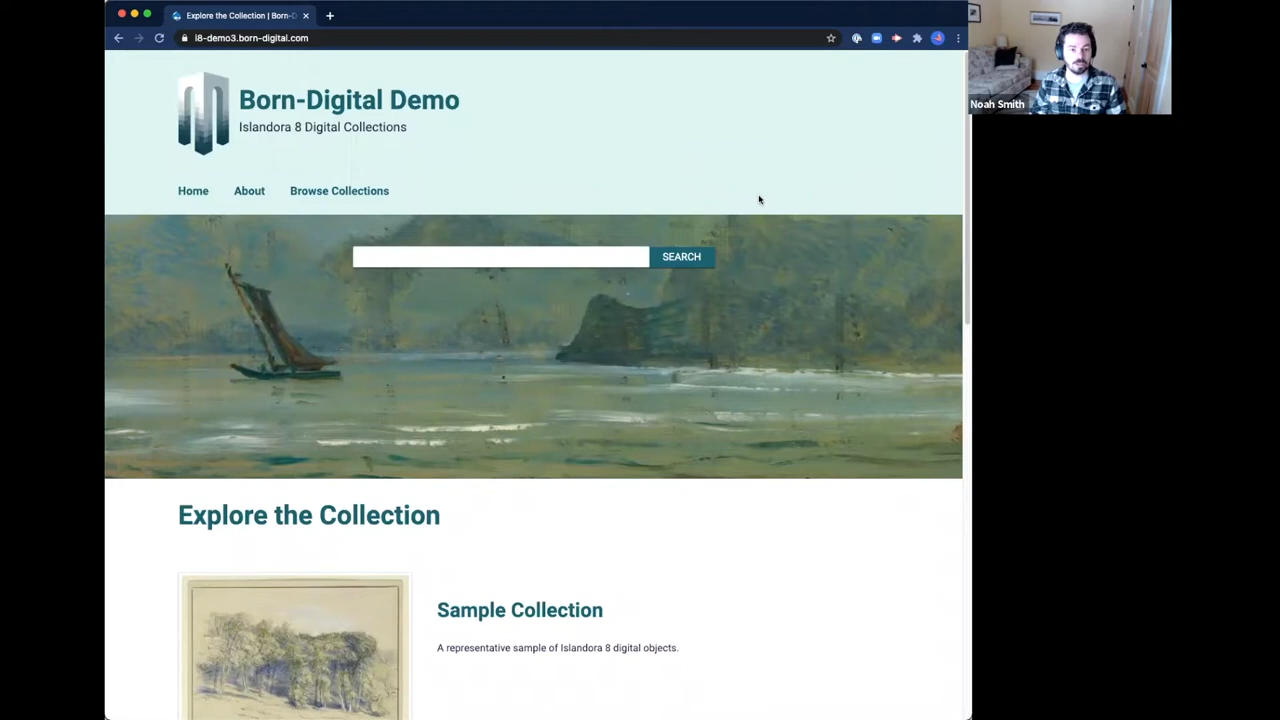 Explore the Collection | Born-D
i8-demo3.born-digital.com
Noah Smith
Born-Digital Demo
Islandora 8 Digital Collections
Home About Browse Collections
SEARCH
Explore the Collection
Sample Collection
A representative sample of Islandora 8 digital objects.